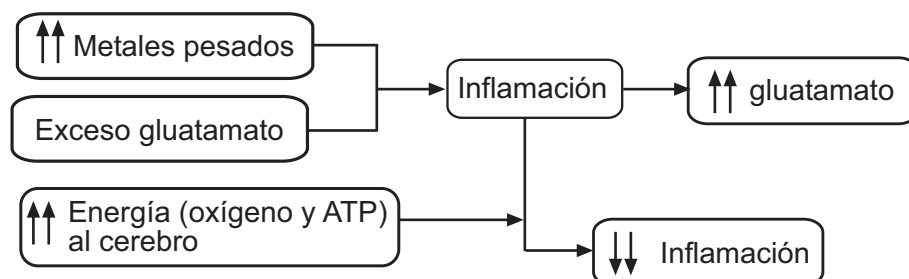 ↑↑ Metales pesados
Exceso gluatamato
Inflamación
↑↑ gluatamato
↑↑ Energía (oxígeno y ATP)
al cerebro
↓↓ Inflamación